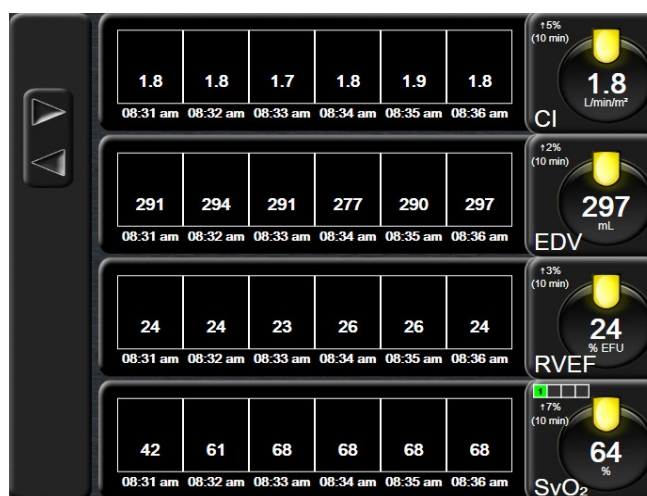 ↑5%
(10 min)
1.8 1.8 1.7 1.8 1.9 1.8
1.8
L/min/m²
08:31 am 08:32 am 08:33 am 08:34 am 08:35 am 08:36 am
CI
↑2%
(10 min)
291 294 291 277 290 297
297
mL
08:31 am 08:32 am 08:33 am 08:34 am 08:35 am 08:36 am
EDV
↑3%
(10 min)
24 24 23 26 26 24
24
% EFU
08:31 am 08:32 am 08:33 am 08:34 am 08:35 am 08:36 am
RVEF
1
↑7%
(10 min)
42 61 68 68 68 68
64
%
08:31 am 08:32 am 08:33 am 08:34 am 08:35 am 08:36 am
SvO₂